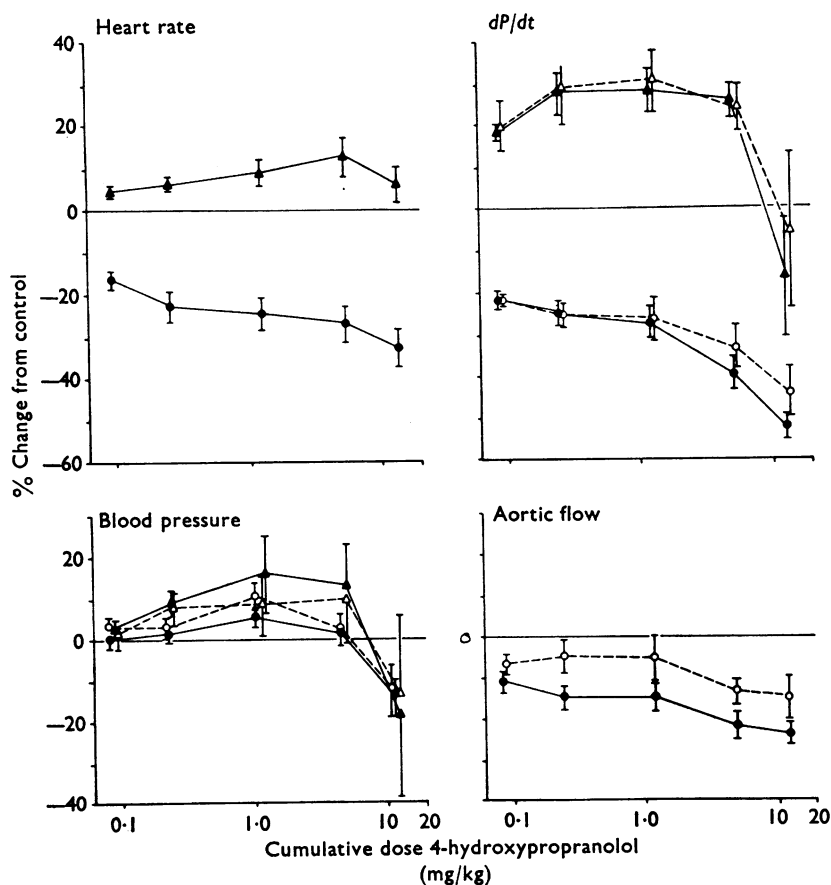 Heart rate
40
20
0
—20
—40
—60
% Change from control
dP/dt
Blood pressure
20
0
—20
—40
0·1
1·0
10
20
Aortic flow
0
0·1
1·0
10
20
Cumulative dose 4-hydroxypropranolol
(mg/kg)